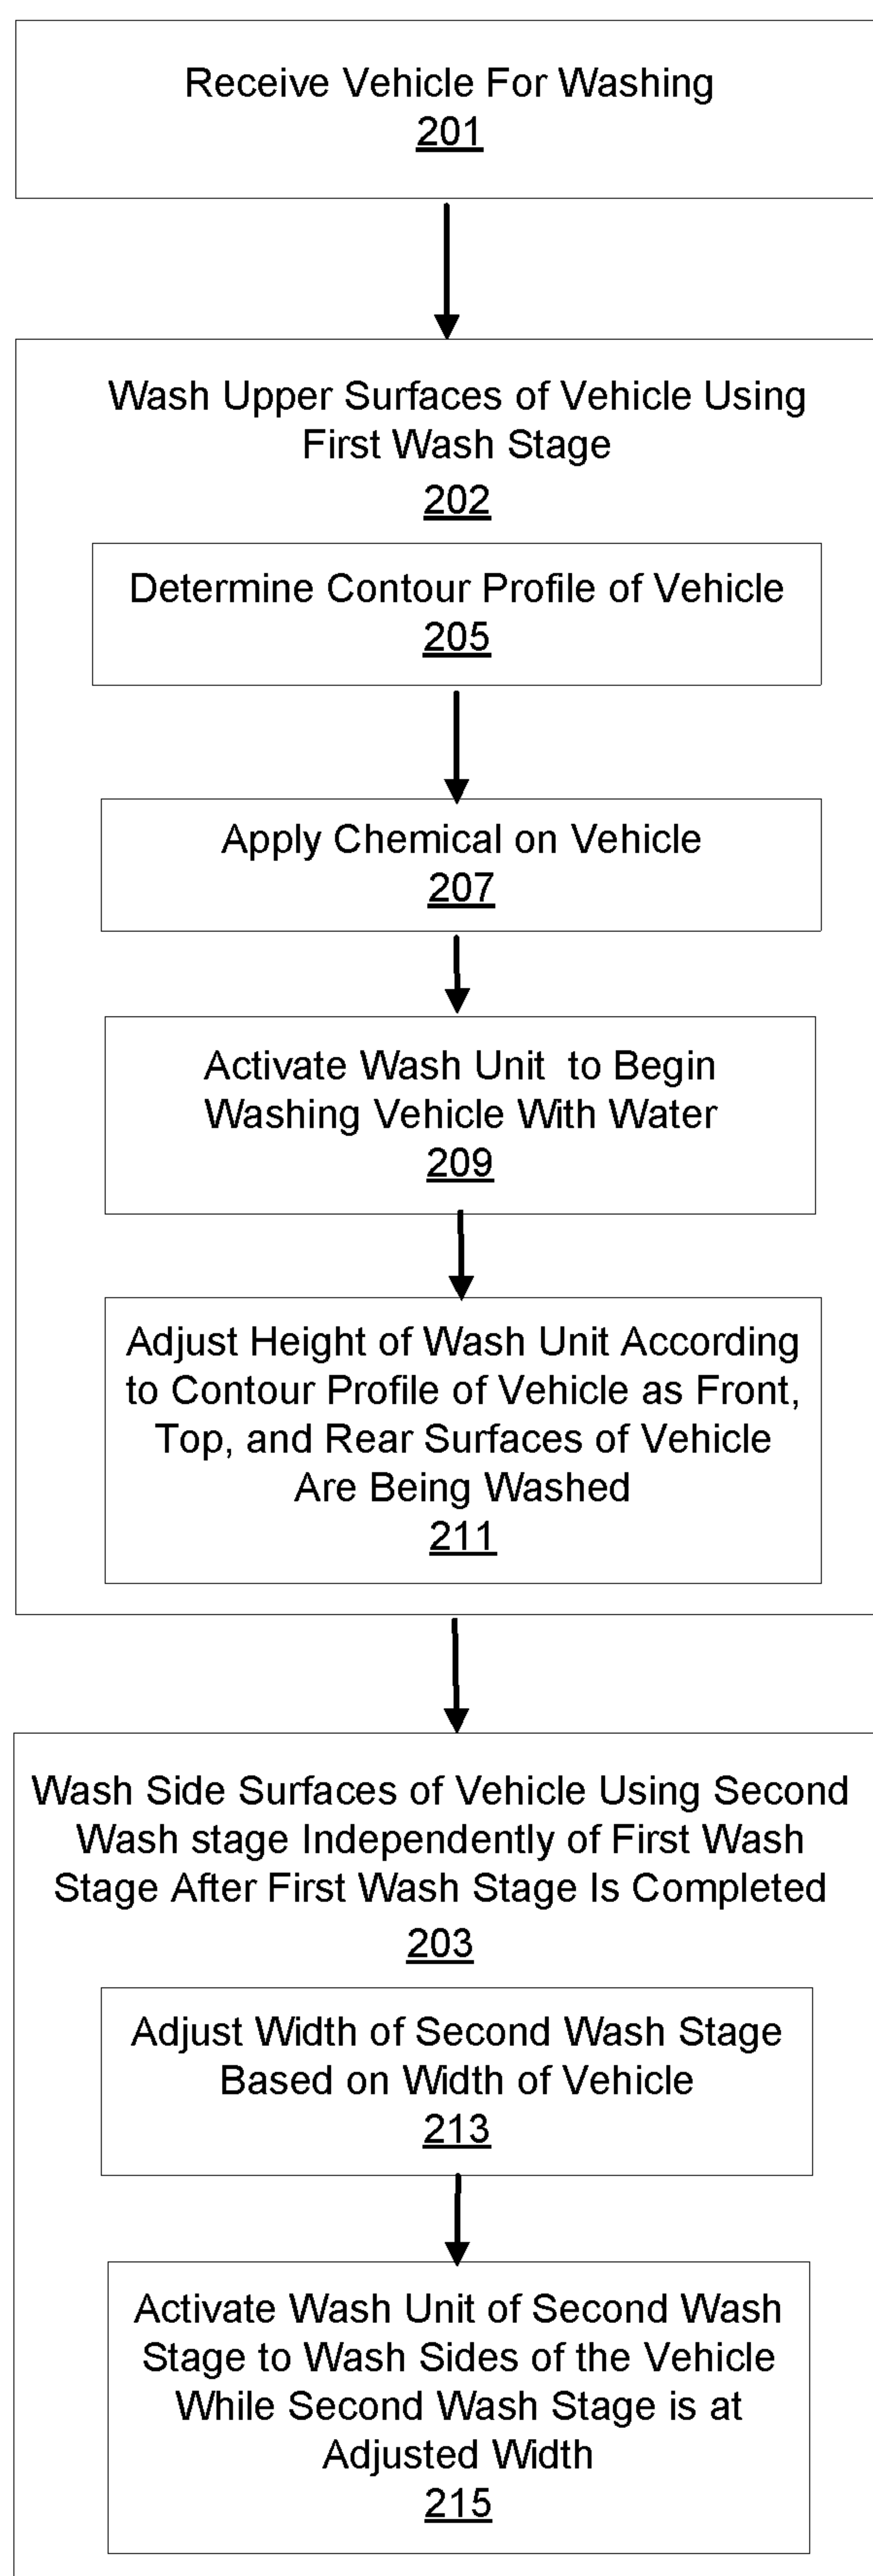 Receive Vehicle For Washing
201
Wash Upper Surfaces of Vehicle Using
First Wash Stage
202
Determine Contour Profile of Vehicle
205
Apply Chemical on Vehicle
207
Activate Wash Unit to Begin
Washing Vehicle With Water
209
Adjust Height of Wash Unit According
to Contour Profile of Vehicle as Front,
Top, and Rear Surfaces of Vehicle
Are Being Washed
211
Wash Side Surfaces of Vehicle Using Second
Wash stage Independently of First Wash
Stage After First Wash Stage Is Completed
203
Adjust Width of Second Wash Stage
Based on Width of Vehicle
213
Activate Wash Unit of Second Wash
Stage to Wash Sides of the Vehicle
While Second Wash Stage is at
Adjusted Width
215